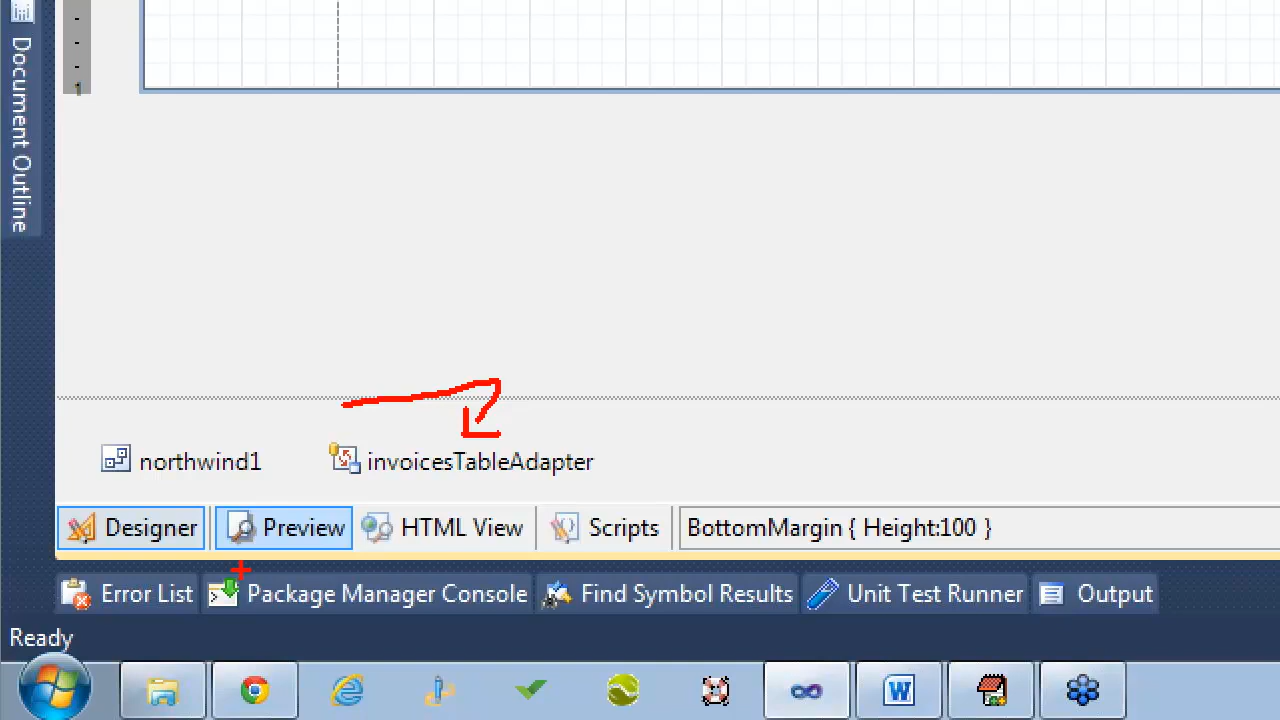 Document Outline
1
northwind1 invoicesTableAdapter
Designer Preview HTML View Scripts BottomMargin { Height:100 }
Error List Package Manager Console Find Symbol Results Unit Test Runner Output
Ready